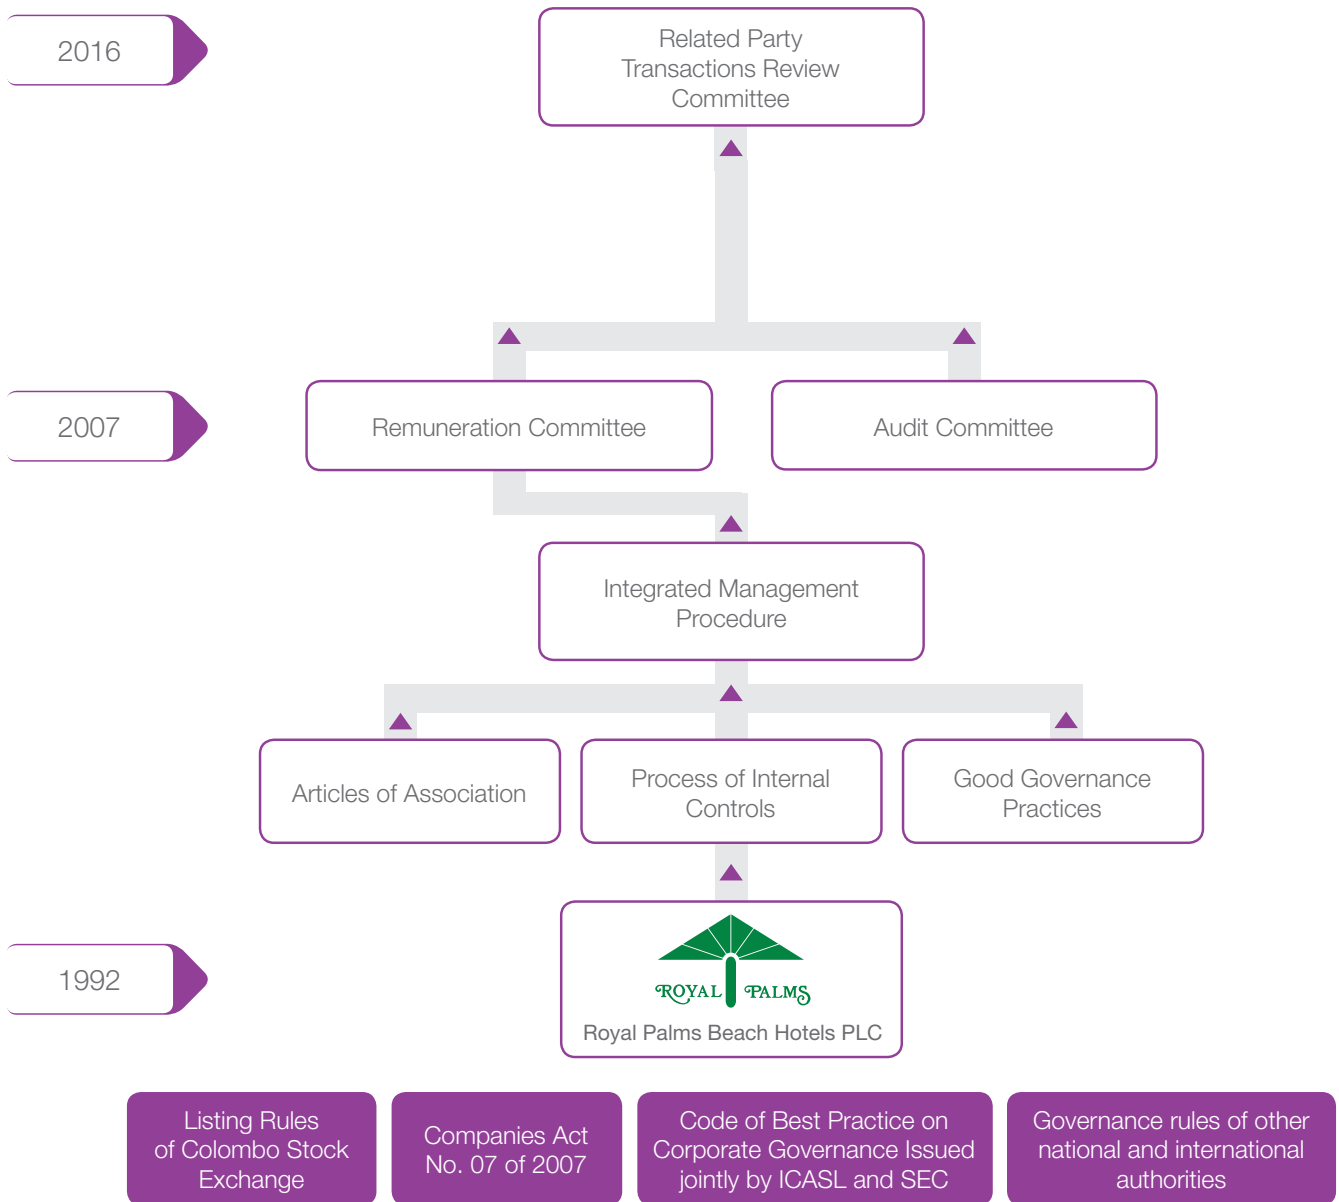 2016
Related Party
Transactions Review
Committee
2007
Remuneration Committee
Audit Committee
Integrated Management
Procedure
Articles of Association
Process of Internal
Controls
Good Governance
Practices
1992
ROYAL PALMS
Royal Palms Beach Hotels PLC
Listing Rules
of Colombo Stock
Exchange
Companies Act
No. 07 of 2007
Code of Best Practice on
Corporate Governance Issued
jointly by ICASL and SEC
Governance rules of other
national and international
authorities